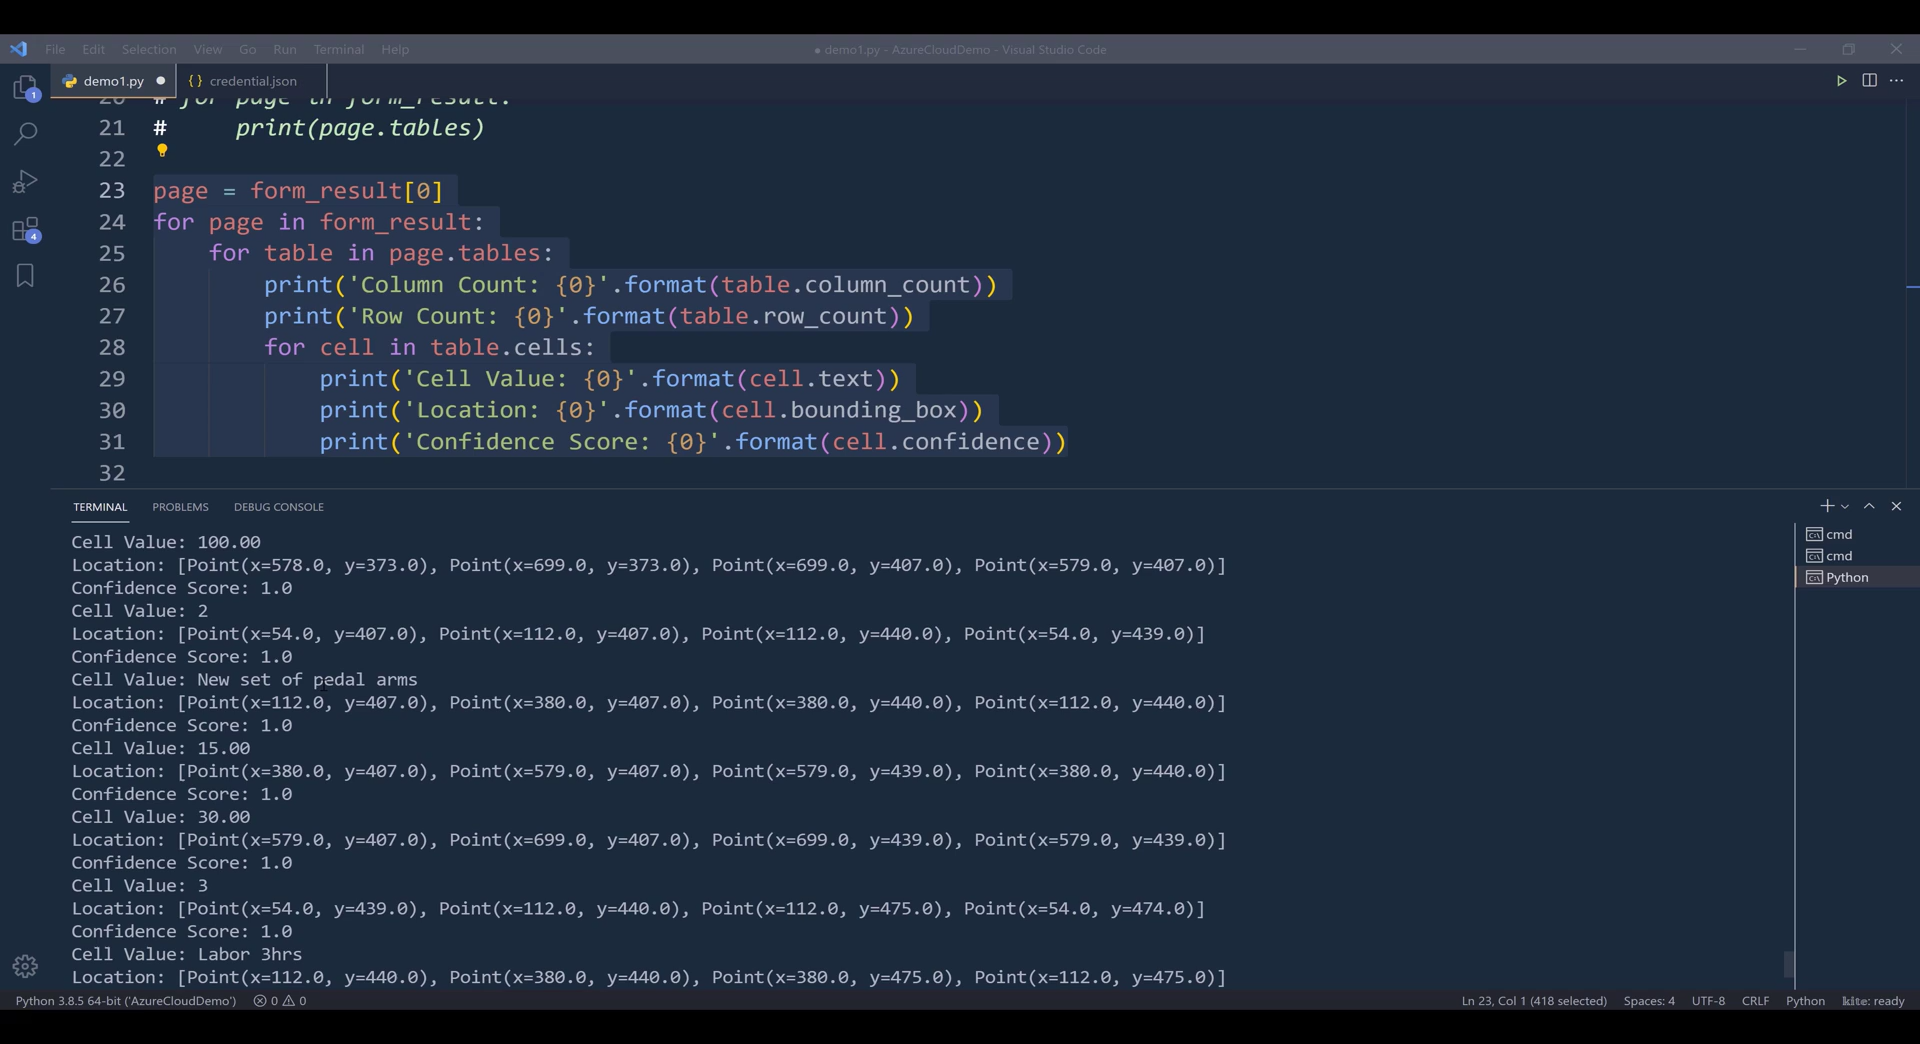 File Edit Selection View Go Run Terminal Help
● demo1.py - AzureCloudDemo - Visual Studio Code
demo1.py
{ } credential.json
20 # for page in form_result:
21 #     print(page.tables)
22
23 page = form_result[0]
24 for page in form_result:
25     for table in page.tables:
26         print('Column Count: {0}'.format(table.column_count))
27         print('Row Count: {0}'.format(table.row_count))
28         for cell in table.cells:
29             print('Cell Value: {0}'.format(cell.text))
30             print('Location: {0}'.format(cell.bounding_box))
31             print('Confidence Score: {0}'.format(cell.confidence))
32
1
4
TERMINAL PROBLEMS DEBUG CONSOLE
Cell Value: 100.00
Location: [Point(x=578.0, y=373.0), Point(x=699.0, y=373.0), Point(x=699.0, y=407.0), Point(x=579.0, y=407.0)]
Confidence Score: 1.0
Cell Value: 2
Location: [Point(x=54.0, y=407.0), Point(x=112.0, y=407.0), Point(x=112.0, y=440.0), Point(x=54.0, y=439.0)]
Confidence Score: 1.0
Cell Value: New set of pedal arms
Location: [Point(x=112.0, y=407.0), Point(x=380.0, y=407.0), Point(x=380.0, y=440.0), Point(x=112.0, y=440.0)]
Confidence Score: 1.0
Cell Value: 15.00
Location: [Point(x=380.0, y=407.0), Point(x=579.0, y=407.0), Point(x=579.0, y=439.0), Point(x=380.0, y=440.0)]
Confidence Score: 1.0
Cell Value: 30.00
Location: [Point(x=579.0, y=407.0), Point(x=699.0, y=407.0), Point(x=699.0, y=439.0), Point(x=579.0, y=439.0)]
Confidence Score: 1.0
Cell Value: 3
Location: [Point(x=54.0, y=439.0), Point(x=112.0, y=440.0), Point(x=112.0, y=475.0), Point(x=54.0, y=474.0)]
Confidence Score: 1.0
Cell Value: Labor 3hrs
Location: [Point(x=112.0, y=440.0), Point(x=380.0, y=440.0), Point(x=380.0, y=475.0), Point(x=112.0, y=475.0)]
cmd
cmd
Python
Python 3.8.5 64-bit ('AzureCloudDemo') 0 0
Ln 23, Col 1 (418 selected) Spaces: 4 UTF-8 CRLF Python kite: ready